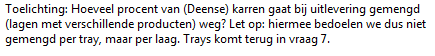 Toelichting: Hoeveel procent van (Deense) karren gaat bij uitlevering gemengd
(lagen met verschillende producten) weg? Let op: hiermee bedoelen we dus niet
gemengd per tray, maar per laag. Trays komt terug in vraag 7.